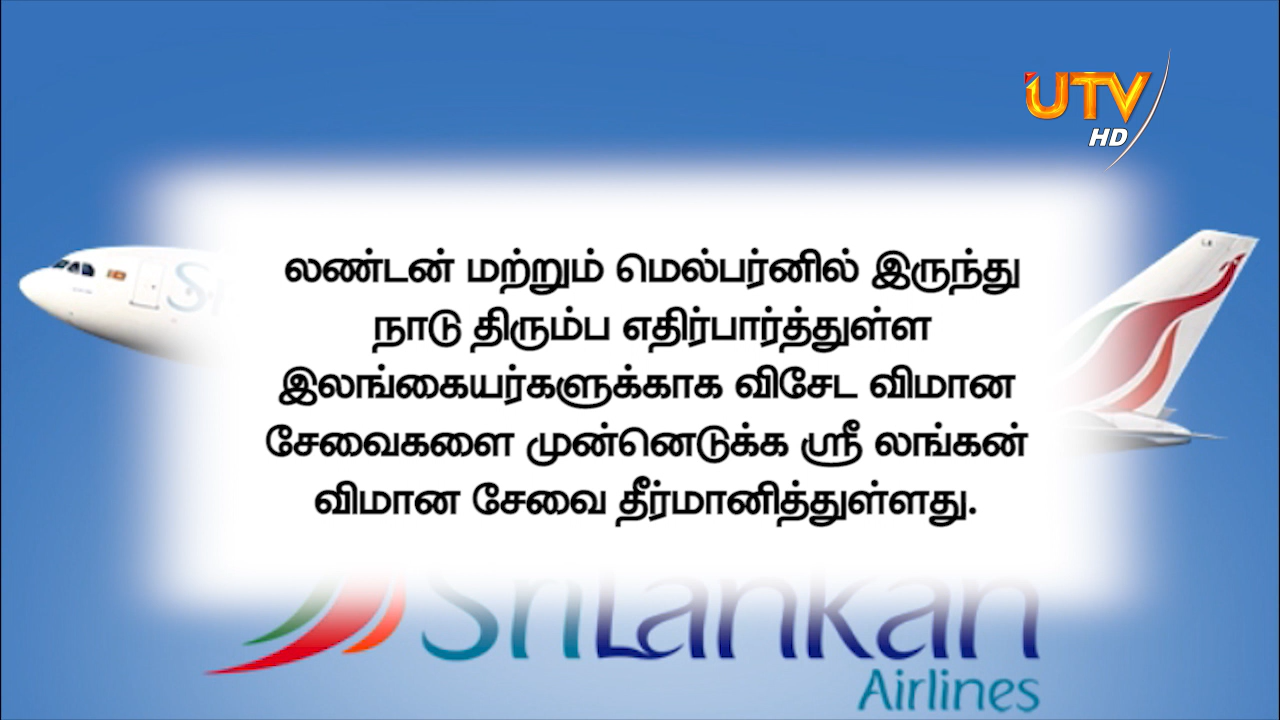 UTV
HD
லண்டன் மற்றும் மெல்பர்னில் இருந்து
நாடு திரும்ப எதிர்பார்த்துள்ள
இலங்கையர்களுக்காக விசேட விமான
சேவைகளை முன்னெடுக்க ஸ்ரீ லங்கன்
விமான சேவை தீர்மானித்துள்ளது.
SriLankan
Airlines